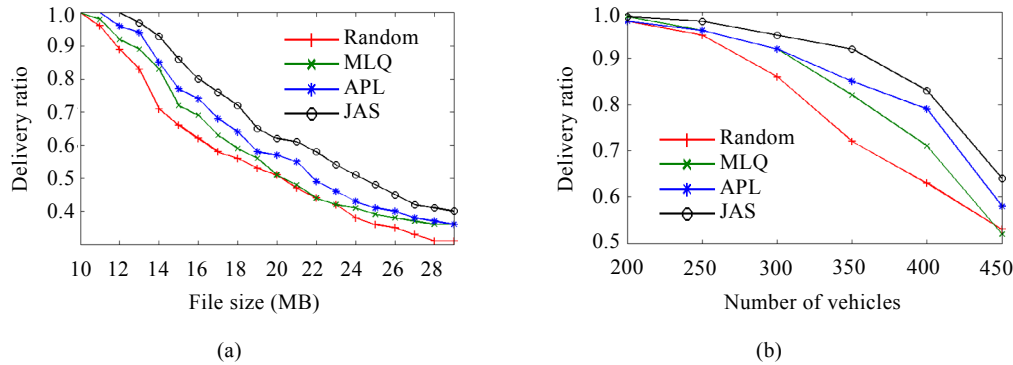 1.0
0.9
0.8
0.7
0.6
0.5
0.4
Delivery ratio
Random
MLQ
APL
JAS
10 12 14 16 18 20 22 24 26 28
File size (MB)
(a)
1.0
0.9
0.8
0.7
0.6
0.5
Delivery ratio
Random
MLQ
APL
JAS
200 250 300 350 400 450
Number of vehicles
(b)